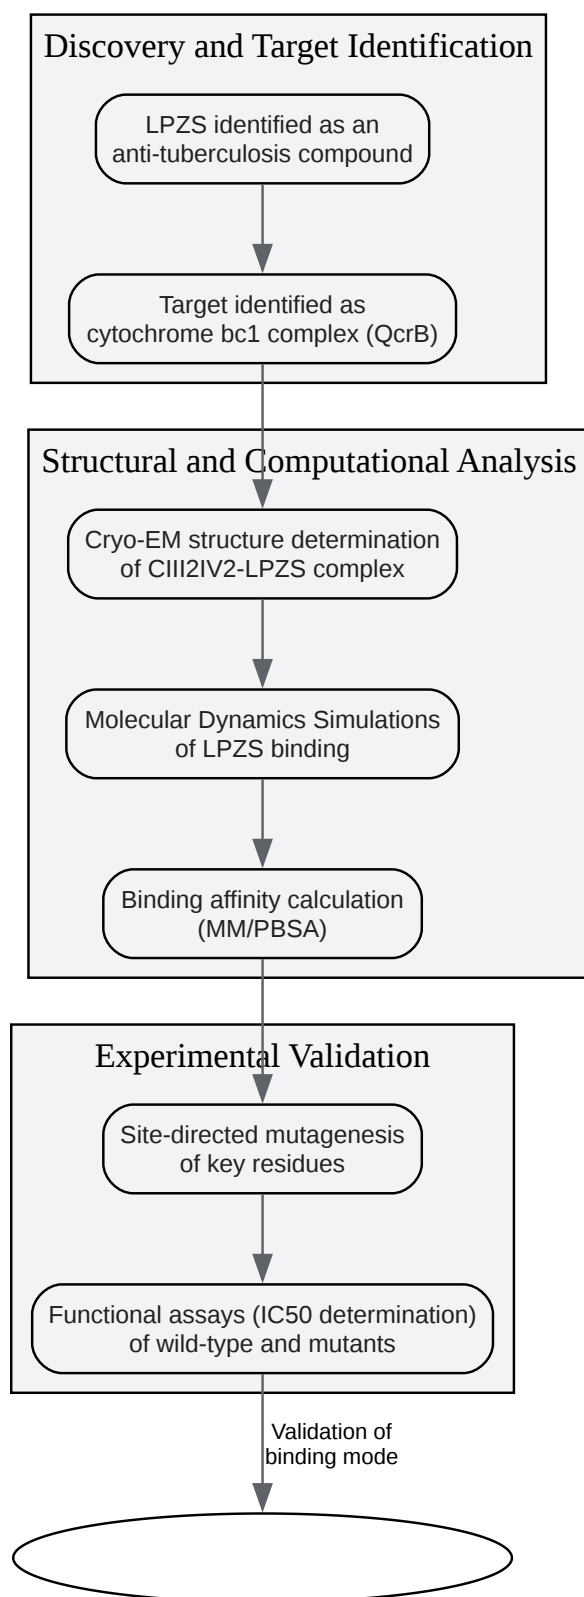 Discovery and Target Identification
LPZS identified as an
anti-tuberculosis compound
Target identified as
cytochrome bc1 complex (QcrB)
Structural and Computational Analysis
Cryo-EM structure determination
of CIII2IV2-LPZS complex
Molecular Dynamics Simulations
of LPZS binding
Binding affinity calculation
(MM/PBSA)
Experimental Validation
Site-directed mutagenesis
of key residues
Functional assays (IC50 determination)
of wild-type and mutants
Validation of
binding mode